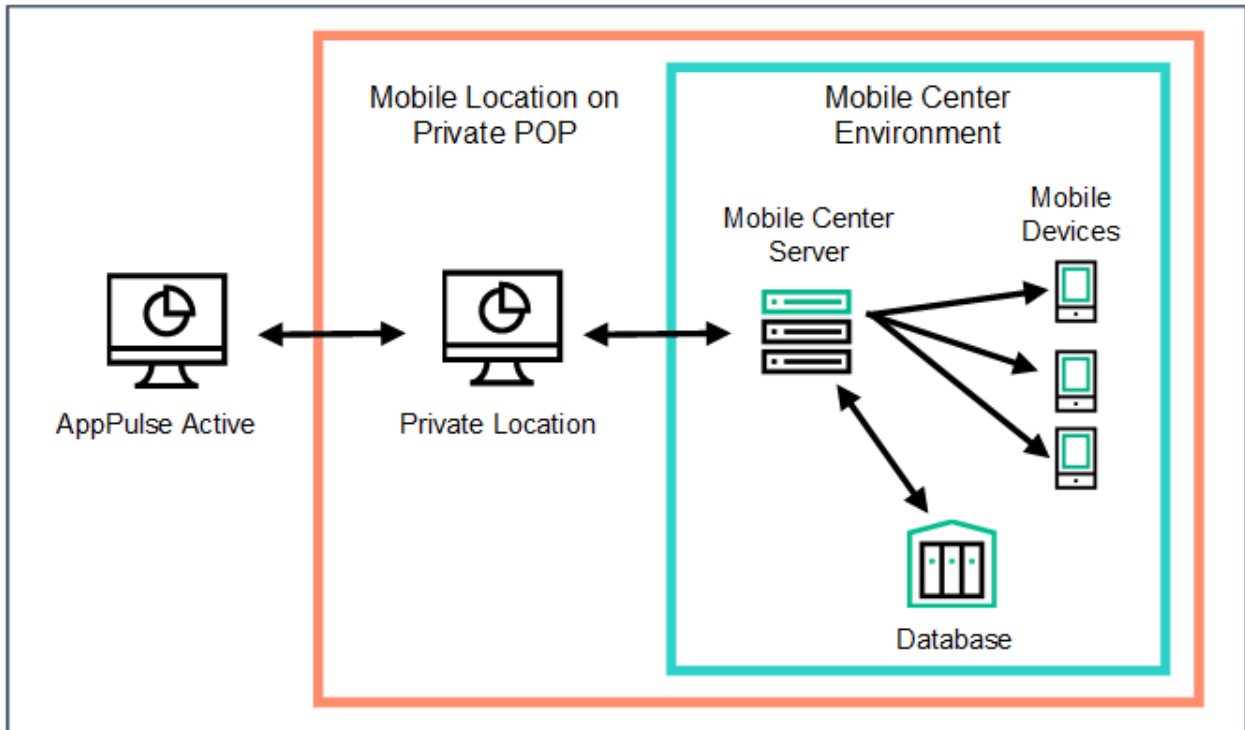 Mobile Location on
Private POP
Mobile Center
Environment
Mobile Center
Server
Mobile
Devices
AppPulse Active
Private Location
Database